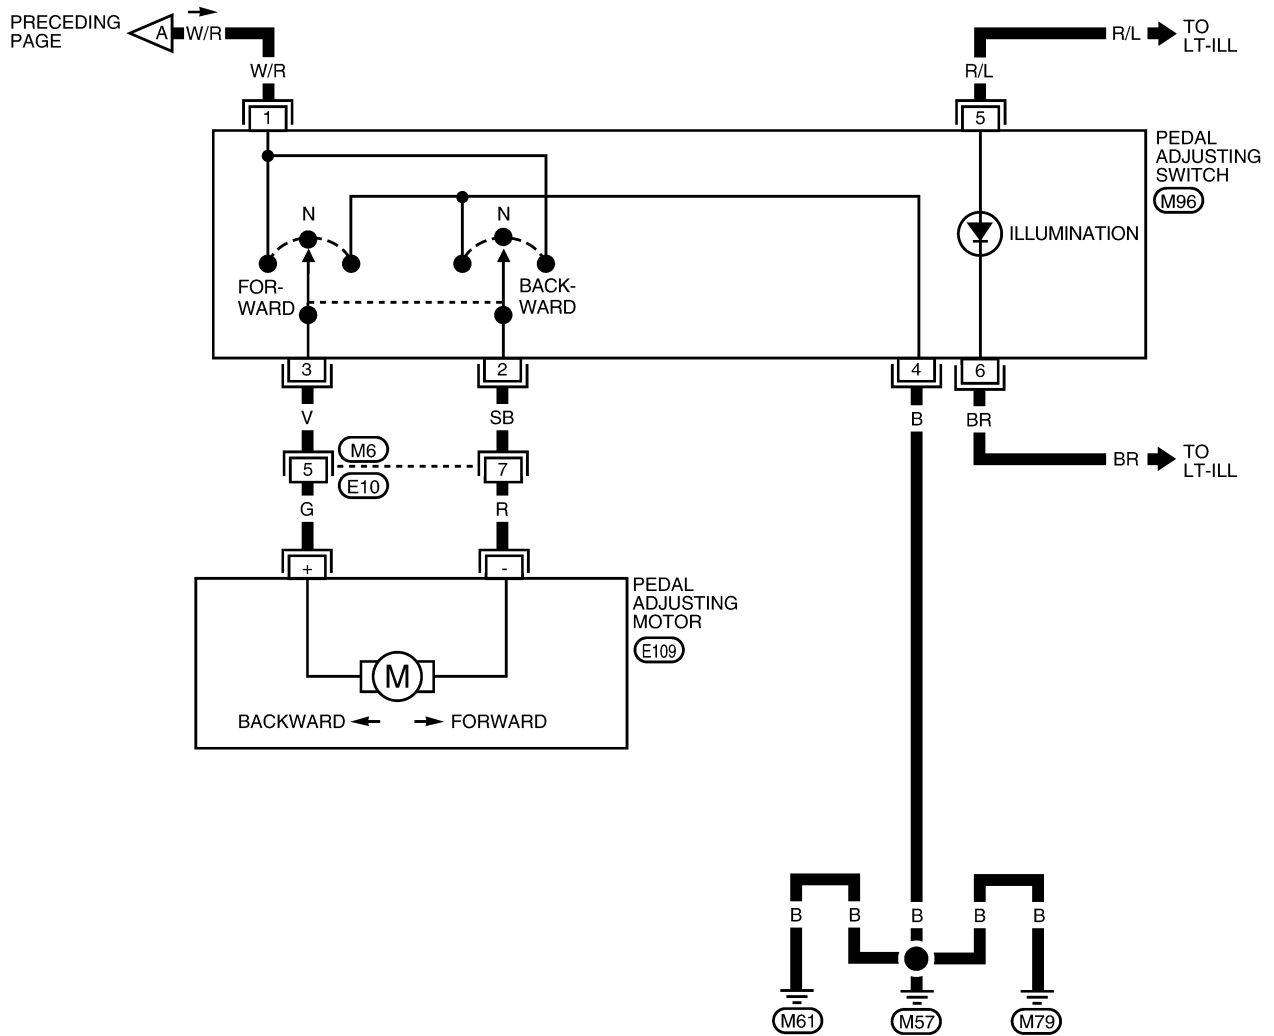 PRECEDING
PAGE
A
W/R
W/R
1
R/L
TO
LT-ILL
R/L
5
PEDAL
ADJUSTING
SWITCH
M96
N
N
ILLUMINATION
FOR-
WARD
BACK-
WARD
3
2
4
6
V
SB
B
BR
BR
TO
LT-ILL
M6
5
7
E10
G
R
+
-
PEDAL
ADJUSTING
MOTOR
E109
M
BACKWARD
FORWARD
B
B
B
B
B
M61
M57
M79